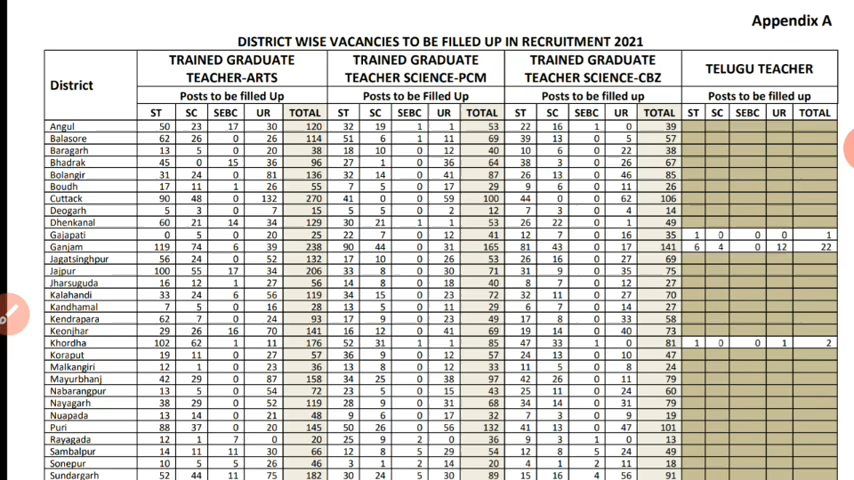 Appendix A
DISTRICT WISE VACANCIES TO BE FILLED UP IN RECRUITMENT 2021
District TRAINED GRADUATE TEACHER-ARTS TRAINED GRADUATE TEACHER SCIENCE-PCM TRAINED GRADUATE TEACHER SCIENCE-CBZ TELUGU TEACHER
Posts to be filled Up Posts to be Filled Up Posts to be filled Up Posts to be filled up
ST SC SEBC UR TOTAL ST SC SEBC UR TOTAL ST SC SEBC UR TOTAL ST SC SEBC UR TOTAL
Angul 50 23 17 30 120 32 19 1 1 53 22 16 1 0 39
Balasore 62 26 0 26 114 51 6 1 11 69 39 13 0 5 57
Baragarh 13 5 0 20 38 18 10 0 12 40 10 6 0 22 38
Bhadrak 45 0 15 36 96 27 1 0 36 64 38 3 0 26 67
Bolangir 31 24 0 81 136 32 14 0 41 87 26 13 0 46 85
Boudh 17 11 1 26 55 7 5 0 17 29 9 6 0 11 26
Cuttack 90 48 0 132 270 41 0 0 59 100 44 0 0 62 106
Deogarh 5 3 0 7 15 5 5 0 2 12 7 3 0 4 14
Dhenkanal 60 21 14 34 129 30 21 1 1 53 26 22 0 1 49
Gajapati 0 5 0 20 25 22 7 0 12 41 12 7 0 16 35 1 0 0 0 1
Ganjam 119 74 6 39 238 90 44 0 31 165 81 43 0 17 141 6 4 0 12 22
Jagatsinghpur 56 24 0 52 132 17 10 0 26 53 26 16 0 27 69
Jajpur 100 55 17 34 206 33 8 0 30 71 31 9 0 35 75
Jharsuguda 16 12 1 27 56 14 8 0 18 40 8 7 0 12 27
Kalahandi 33 24 6 56 119 34 15 0 23 72 32 11 0 27 70
Kandhamal 7 5 0 16 28 13 5 0 11 29 6 7 0 14 27
Kendrapara 62 7 0 24 93 17 9 0 23 49 17 8 0 33 58
Keonjhar 29 26 16 70 141 16 12 0 41 69 19 14 0 40 73
Khordha 102 62 1 11 176 52 31 1 1 85 47 33 1 0 81 1 0 0 1 2
Koraput 19 11 0 27 57 36 9 0 12 57 24 13 0 10 47
Malkangiri 12 1 0 23 36 13 8 0 12 33 11 5 0 8 24
Mayurbhanj 42 29 0 87 158 34 25 0 38 97 42 26 0 11 79
Nabarangpur 13 5 0 54 72 23 5 0 15 43 25 11 0 24 60
Nayagarh 38 29 0 52 119 28 9 0 31 68 34 14 0 31 79
Nuapada 13 14 0 21 48 9 6 0 17 32 7 3 0 9 19
Puri 88 37 0 20 145 50 26 0 56 132 41 13 0 47 101
Rayagada 12 1 7 0 20 25 9 2 0 36 9 3 1 0 13
Sambalpur 14 11 11 30 66 12 8 5 29 54 12 8 5 24 49
Sonepur 10 5 5 26 46 3 1 2 14 20 4 1 2 11 18
Sundargarh 52 44 11 75 182 30 24 5 30 89 15 16 4 56 91